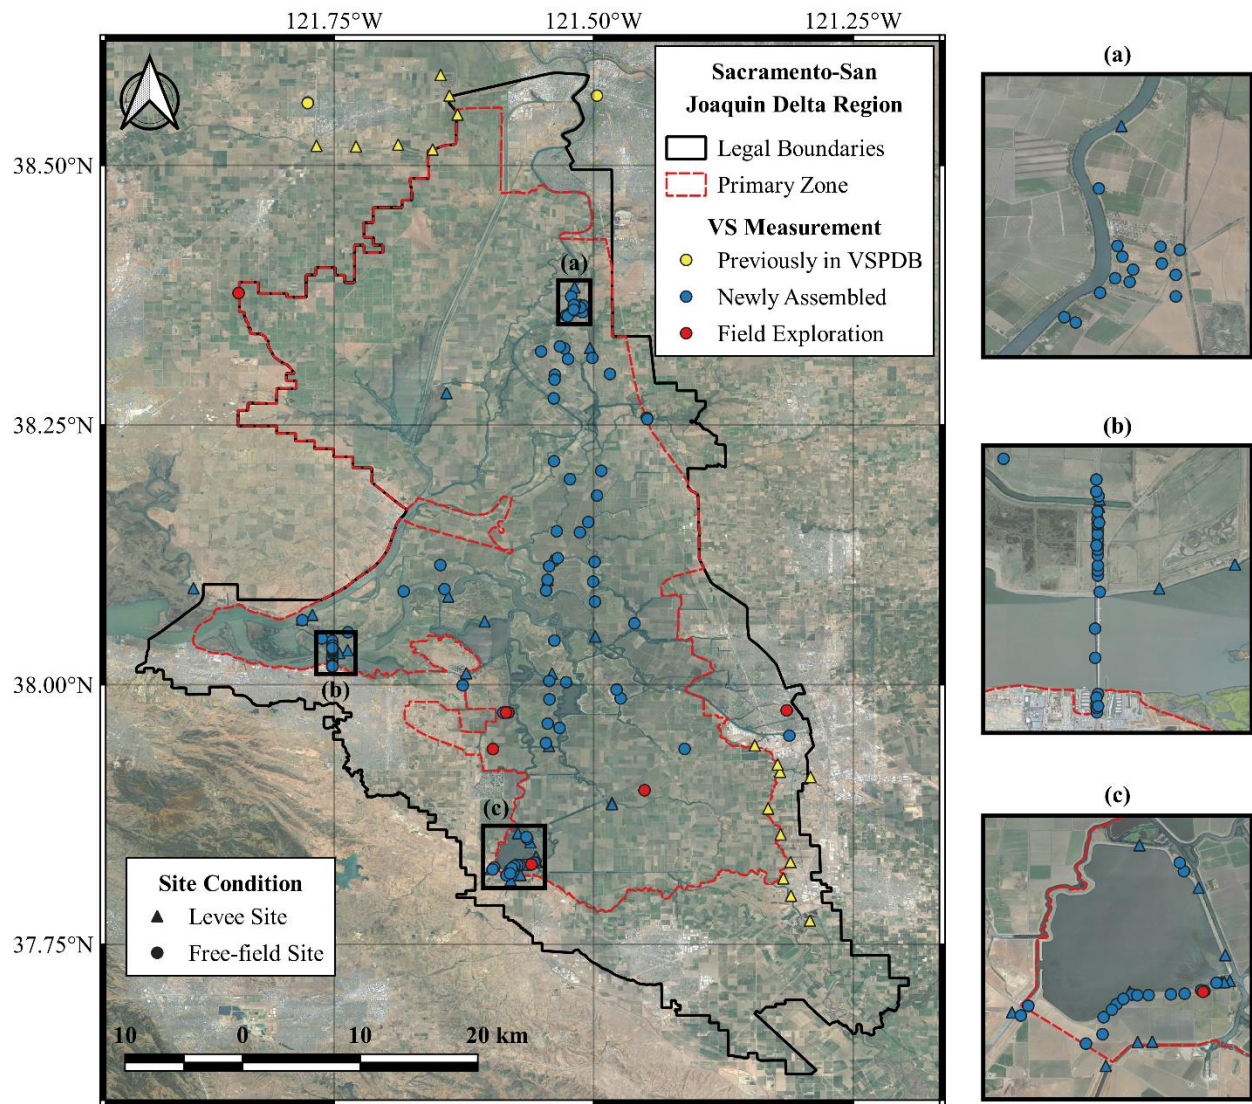 121.75°W 121.50°W 121.25°W
38.50°N
38.25°N
38.00°N
37.75°N
Sacramento-San
Joaquin Delta Region
Legal Boundaries
Primary Zone
VS Measurement
Previously in VSPDB
Newly Assembled
Field Exploration
(a)
(b)
(c)
Site Condition
Levee Site
Free-field Site
10 0 10 20 km
(a)
(b)
(c)